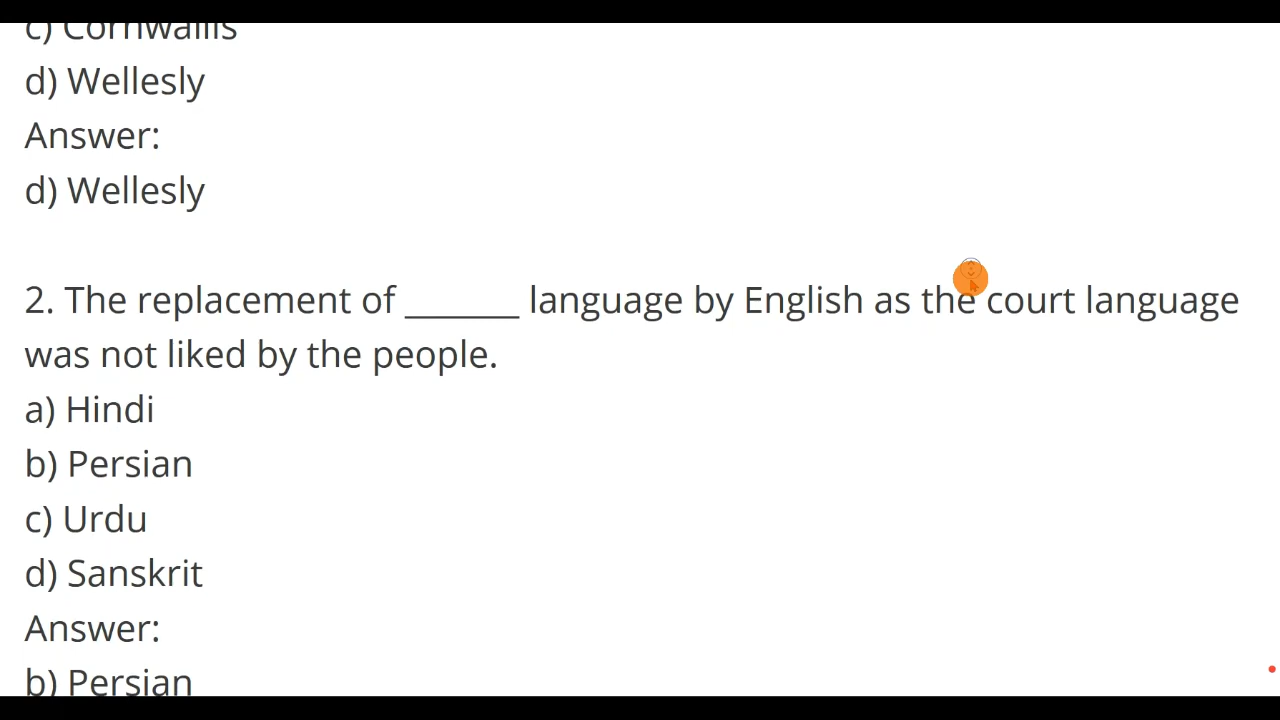 c) Cornwallis
d) Wellesly
Answer:
d) Wellesly
2. The replacement of ______ language by English as the court language
was not liked by the people.
a) Hindi
b) Persian
c) Urdu
d) Sanskrit
Answer:
b) Persian